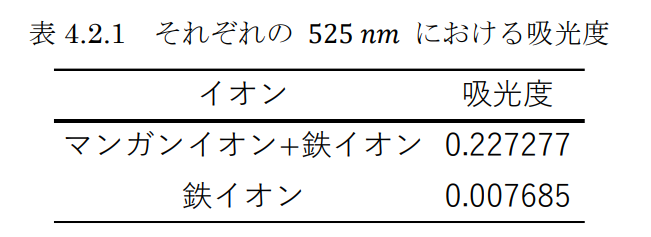 表 4.2.1 それぞれの 525 nm における吸光度
イオン 吸光度
マンガンイオン+鉄イオン 0.227277
鉄イオン 0.007685